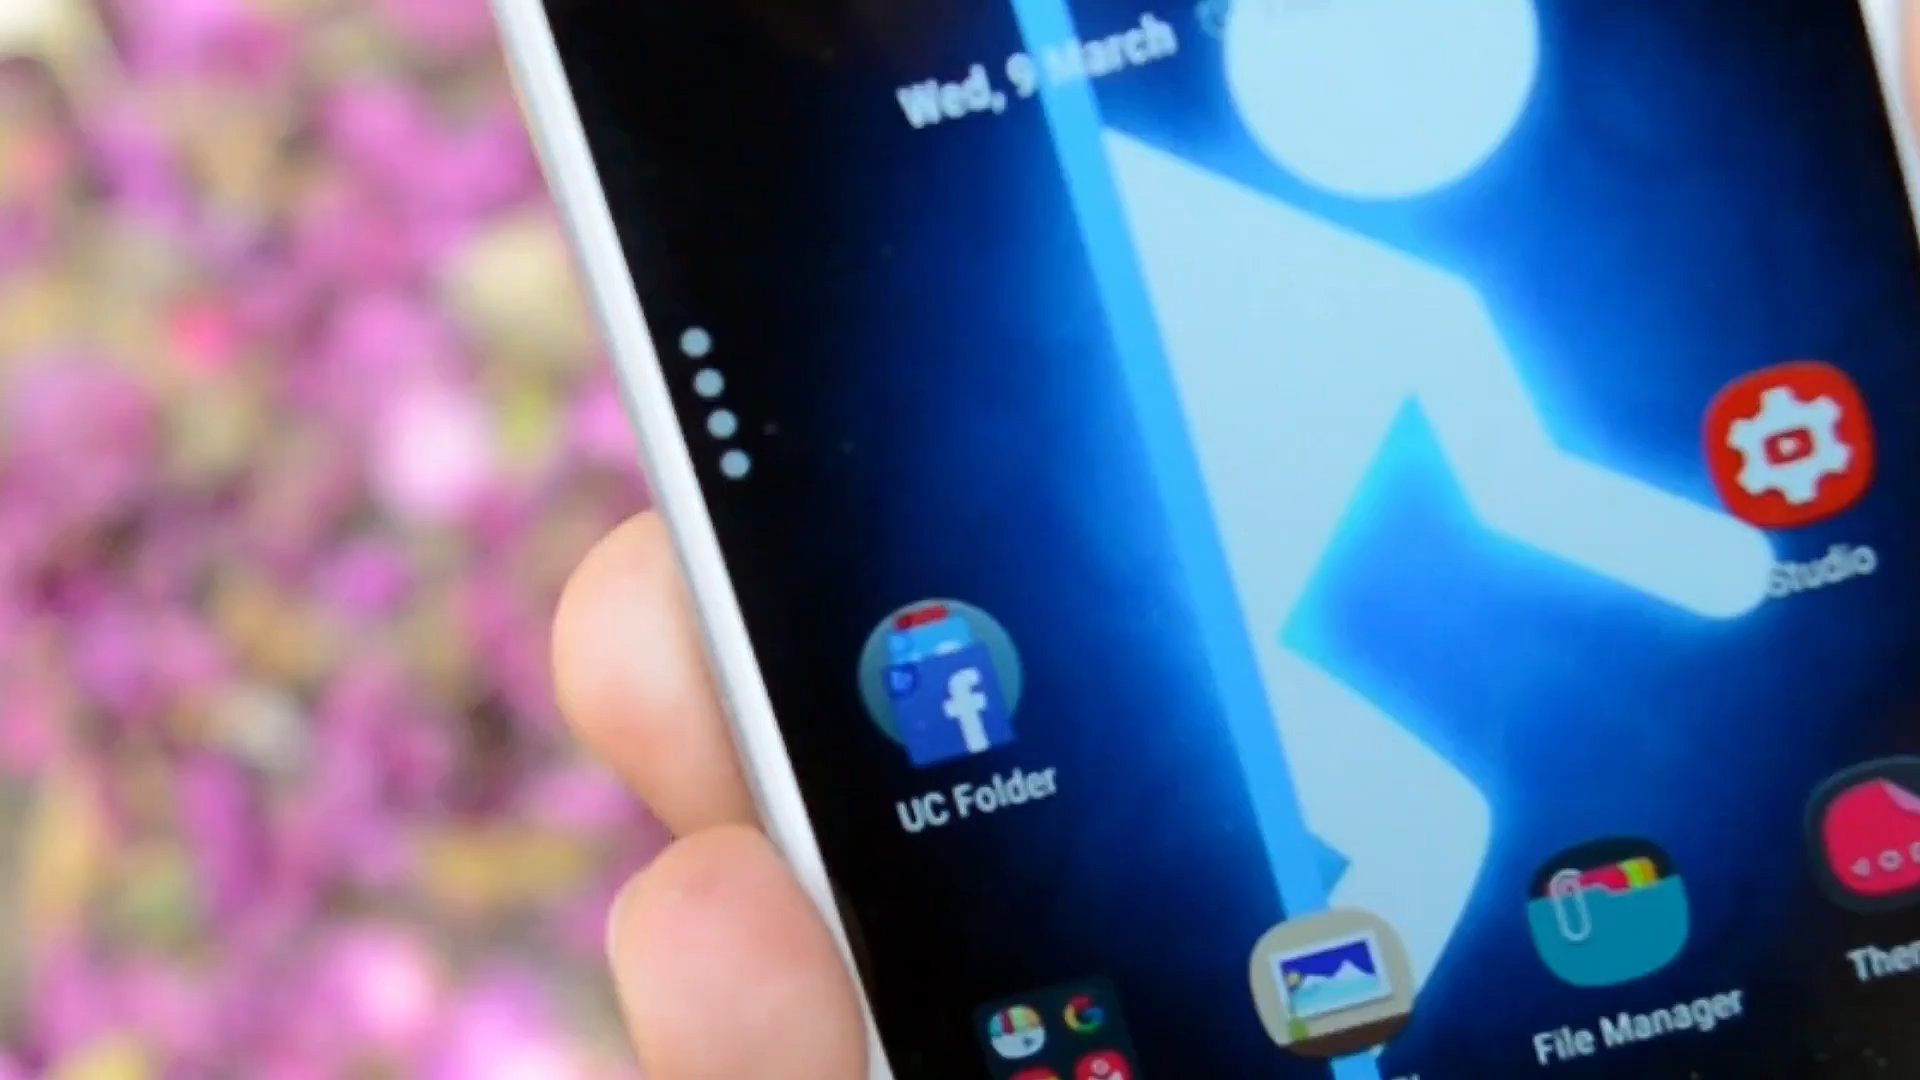 Wed, 9 March
Studio
f
UC Folder
File Manager